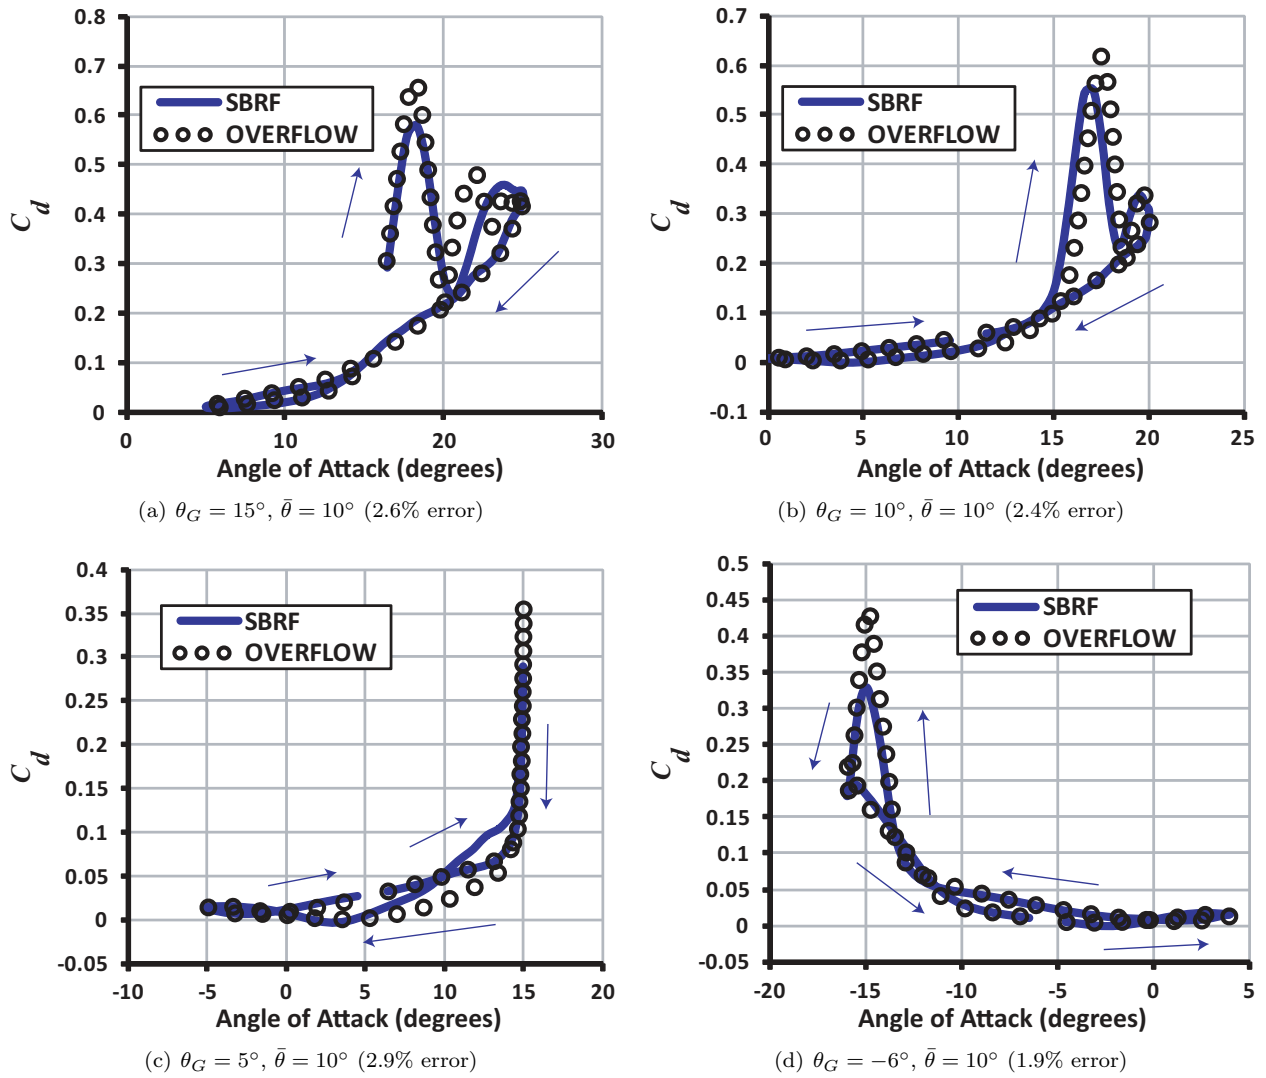 0.8
0.7
0.6
0.5
0.4
0.3
0.2
0.1
0
C_d
SBRF
OVERFLOW
0 10 20 30
Angle of Attack (degrees)
(a) θ_G = 15°, θ̄ = 10° (2.6% error)
0.7
0.6
0.5
0.4
0.3
0.2
0.1
0
-0.1
C_d
SBRF
OVERFLOW
0 5 10 15 20 25
Angle of Attack (degrees)
(b) θ_G = 10°, θ̄ = 10° (2.4% error)
0.4
0.35
0.3
0.25
0.2
0.15
0.1
0.05
0
-0.05
C_d
SBRF
OVERFLOW
-10 -5 0 5 10 15 20
Angle of Attack (degrees)
(c) θ_G = 5°, θ̄ = 10° (2.9% error)
0.5
0.45
0.4
0.35
0.3
0.25
0.2
0.15
0.1
0.05
0
-0.05
C_d
SBRF
OVERFLOW
-20 -15 -10 -5 0 5
Angle of Attack (degrees)
(d) θ_G = −6°, θ̄ = 10° (1.9% error)